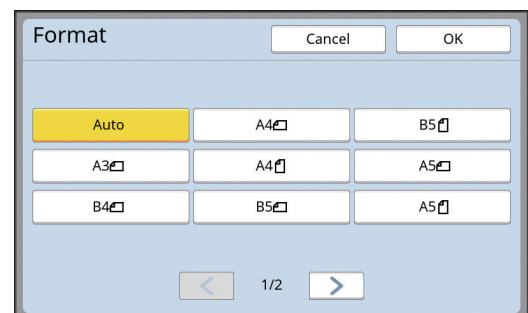 Format Cancel OK
Auto A4 B5
A3 A4 A5
B4 B5 A5
1/2